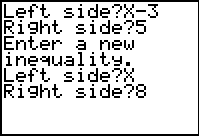 Left side?X-3
Right side?5
Enter a new
inequality.
Left side?X
Right side?8